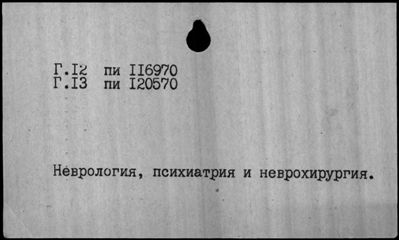 Г.I2 пи II6970
Г.I3 пи I20570
Неврология, психиатрия и неврохирургия.